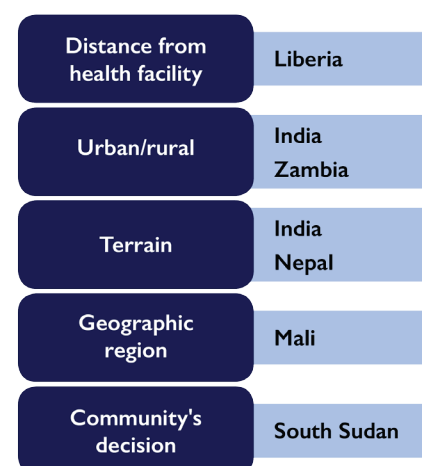 Distance from
health facility
Liberia
Urban/rural
India
Zambia
Terrain
India
Nepal
Geographic
region
Mali
Community's
decision
South Sudan